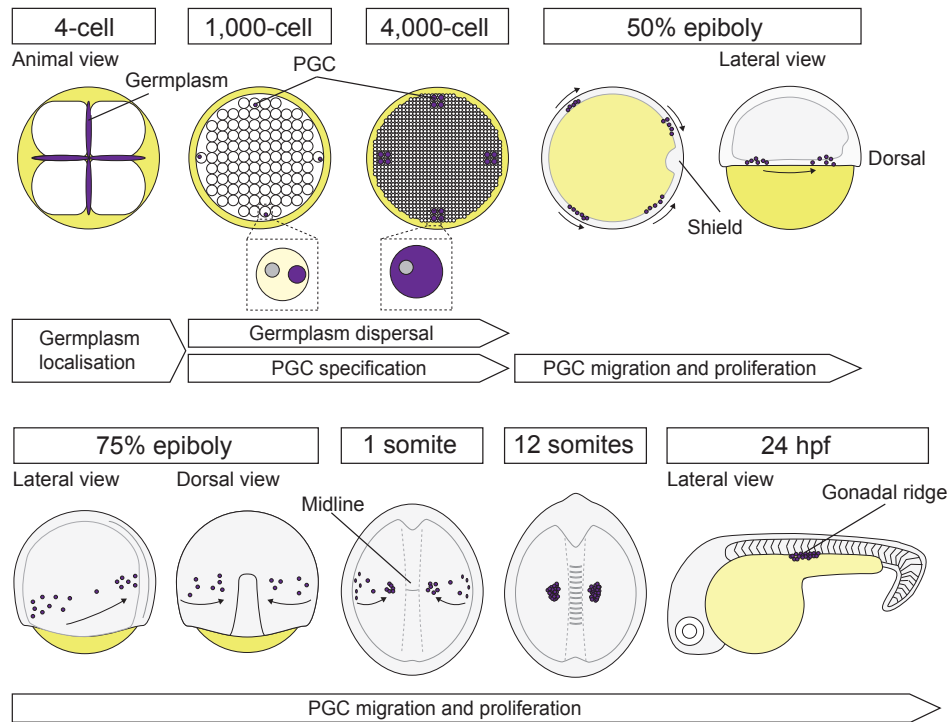 4-cell
1,000-cell
4,000-cell
50% epiboly
Animal view
Germplasm
PGC
Lateral view
Dorsal
Shield
Germplasm
localisation
Germplasm dispersal
PGC specification
PGC migration and proliferation
75% epiboly
1 somite
12 somites
24 hpf
Lateral view
Dorsal view
Midline
Lateral view
Gonadal ridge
PGC migration and proliferation